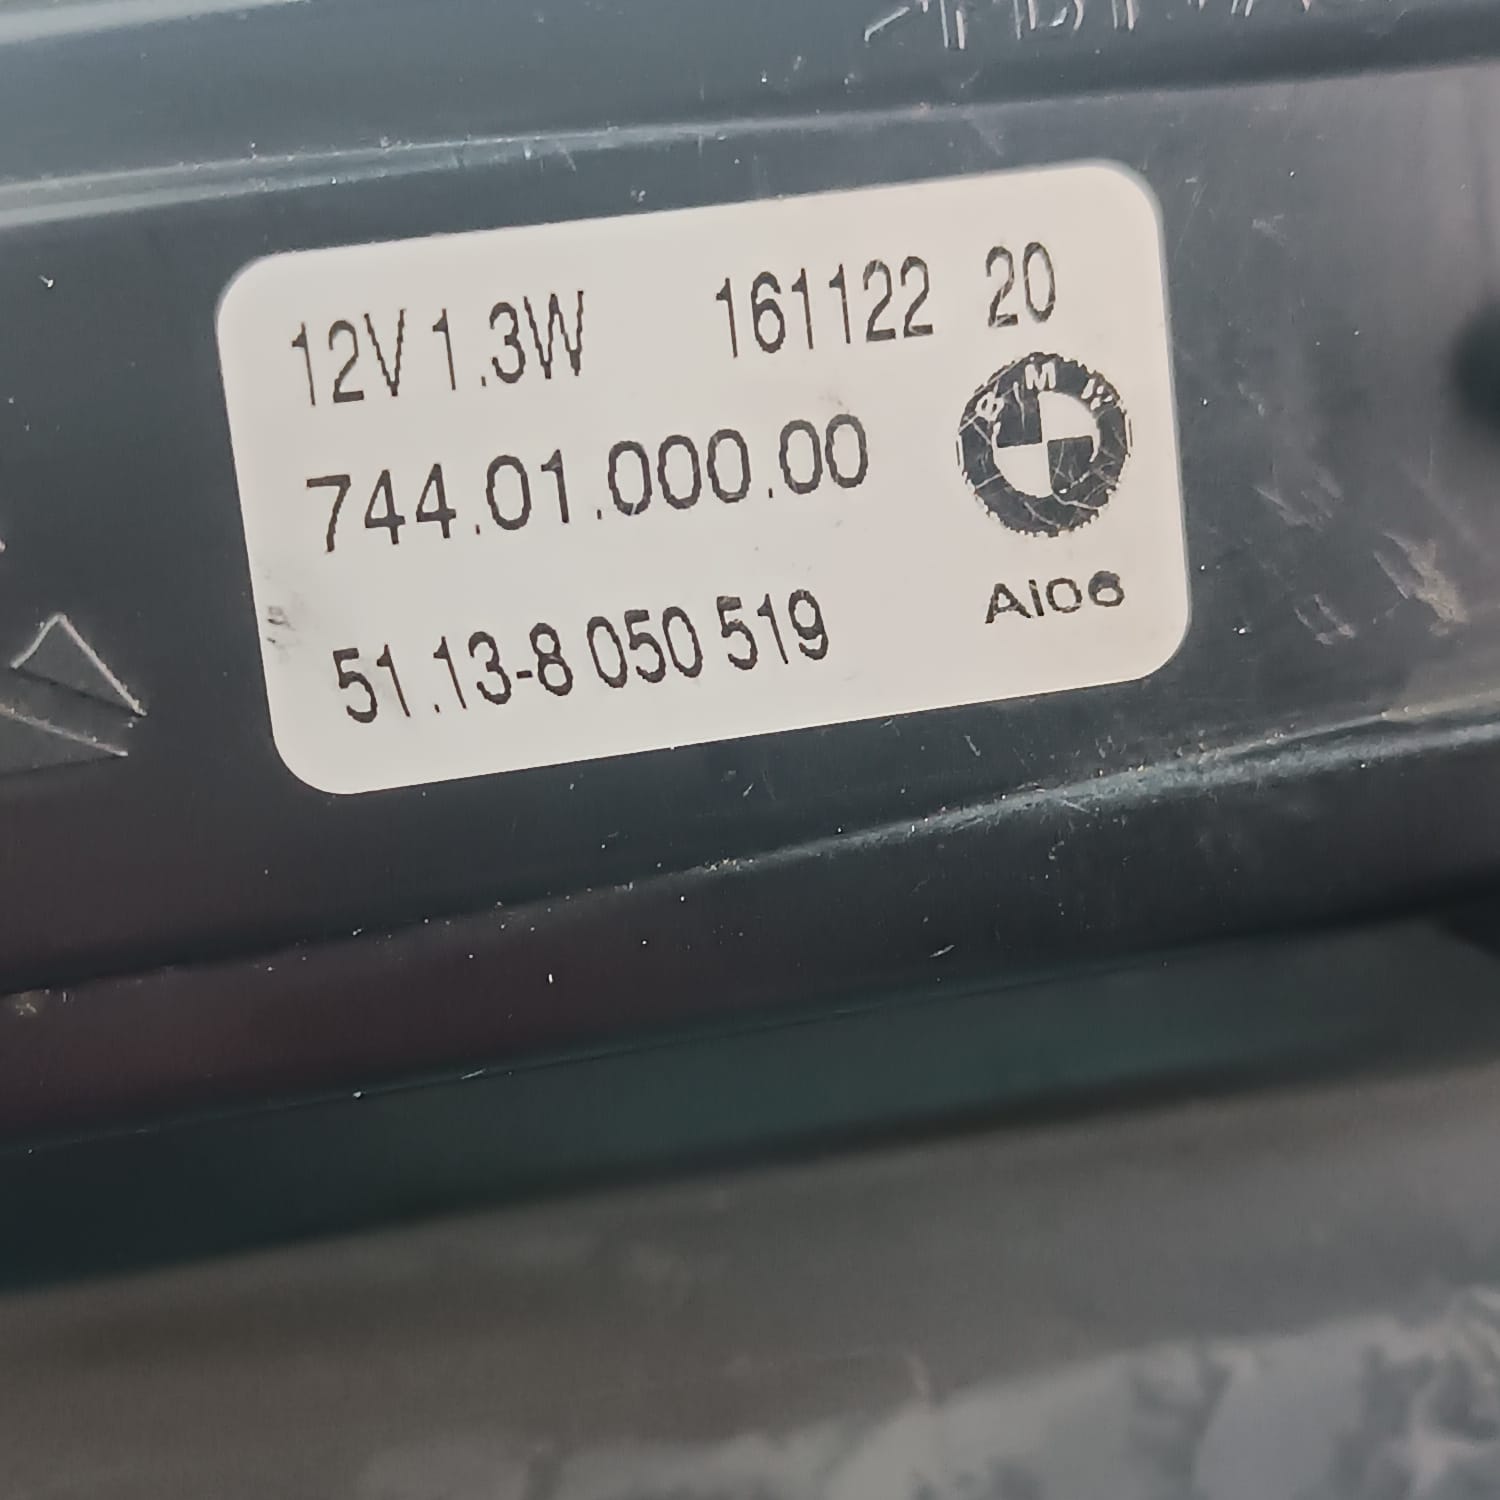 12V 1.3W 161122 20
744.01.000.00
BMW
51.13-8 050 519
AI06